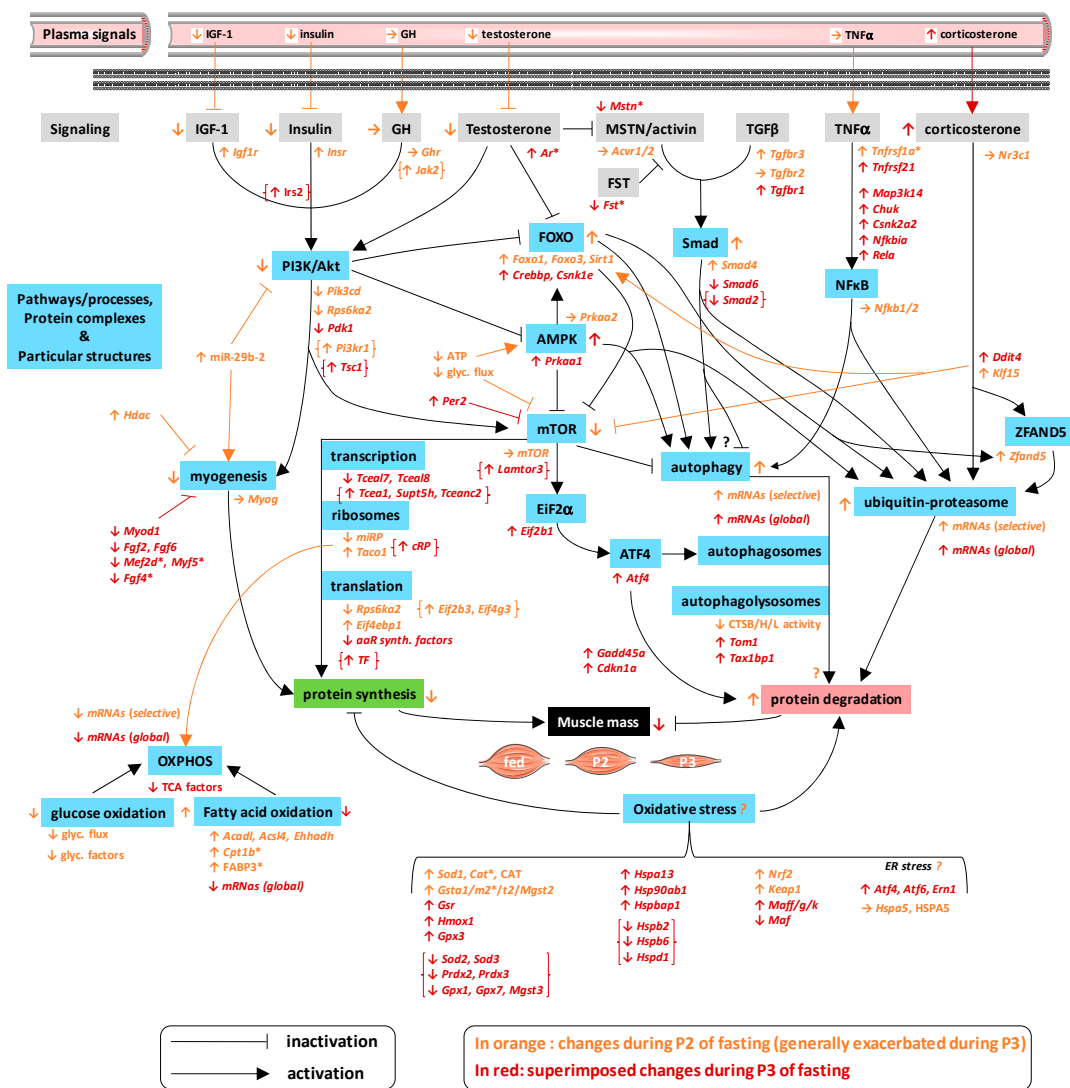 Plasma signals
↓ IGF-1
↓ insulin
→ GH
↓ testosterone
→ TNFα
↑ corticosterone
Signaling
↓ IGF-1
↑ Igf1r
↓ Insulin
↑ Insr
→ GH
→ Ghr
{↑ Jak2}
↓ Testosterone
↑ Ar*
↓ Mstn*
MSTN/activin
→ Acvr1/2
FST
↓ Fst*
TGFβ
↑ Tgfbr3
→ Tgfbr2
↑ Tgfbr1
TNFα
↑ Tnfrsf1a*
↑ Tnfrsf21
↑ Map3k14
↑ Chuk
↑ Csnk2a2
↑ Nfkbia
↑ Rela
↑ corticosterone
→ Nr3c1
{↑ Irs2}
↓ PI3K/Akt
↓ Pik3cd
↓ Rps6ka2
↓ Pdk1
{↑ Pi3kr1}
{↑ Tsc1}
FOXO ↑
↑ Foxo1, Foxo3, Sirt1
↑ Crebbp, Csnk1e
Smad ↑
↑ Smad4
↓ Smad6
{↓ Smad2}
NFκB
→ Nfkb1/2
Pathways/processes,
Protein complexes
&
Particular structures
→ Prkaa2
AMPK ↑
↑ Prkaa1
↑ miR-29b-2
↓ ATP
↓ glyc. flux
↑ Ddit4
↑ Klf15
↑ Per2
↑ Hdac
mTOR ↓
→ mTOR
{↑ Lamtor3}
?
ZFAND5
↑ Zfand5
↓ myogenesis
→ Myog
↓ Myod1
↓ Fgf2, Fgf6
↓ Mef2d*, Myf5*
↓ Fgf4*
transcription
↓ Tceal7, Tceal8
{↑ Tcea1, Supt5h, Tceanc2}
ribosomes
↓ miRP
↑ Taco1
{↑ cRP}
translation
↓ Rps6ka2
{↑ Eif2b3, Eif4g3}
↑ Eif4ebp1
↓ aaR synth. factors
{↑ TF}
autophagy ↑
↑ mRNAs (selective)
↑ mRNAs (global)
↑ ubiquitin-proteasome
↑ mRNAs (selective)
↑ mRNAs (global)
EiF2α
↑ Eif2b1
ATF4
↑ Atf4
autophagosomes
autophagolysosomes
↓ CTSB/H/L activity
↑ Tom1
↑ Tax1bp1
↑ Gadd45a
↑ Cdkn1a
?
protein synthesis ↓
↑ protein degradation
Muscle mass ↓
fed
P2
P3
↓ mRNAs (selective)
↓ mRNAs (global)
OXPHOS
↓ TCA factors
↓ glucose oxidation
↓ glyc. flux
↓ glyc. factors
↑ Fatty acid oxidation ↓
↑ Acadl, Acsl4, Ehhadh
↑ Cpt1b*
↑ FABP3*
↓ mRNas (global)
Oxidative stress ?
↑ Sod1, Cat*, CAT
↑ Gsta1/m2*/t2/Mgst2
↑ Gsr
↑ Hmox1
↑ Gpx3
↓ Sod2, Sod3
↓ Prdx2, Prdx3
↓ Gpx1, Gpx7, Mgst3
↑ Hspa13
↑ Hsp90ab1
↑ Hspbap1
↓ Hspb2
↓ Hspb6
↓ Hspd1
↑ Nrf2
↑ Keap1
↑ Maff/g/k
↓ Maf
ER stress ?
↑ Atf4, Atf6, Ern1
→ Hspa5, HSPA5
inactivation
activation
In orange : changes during P2 of fasting (generally exacerbated during P3)
In red: superimposed changes during P3 of fasting